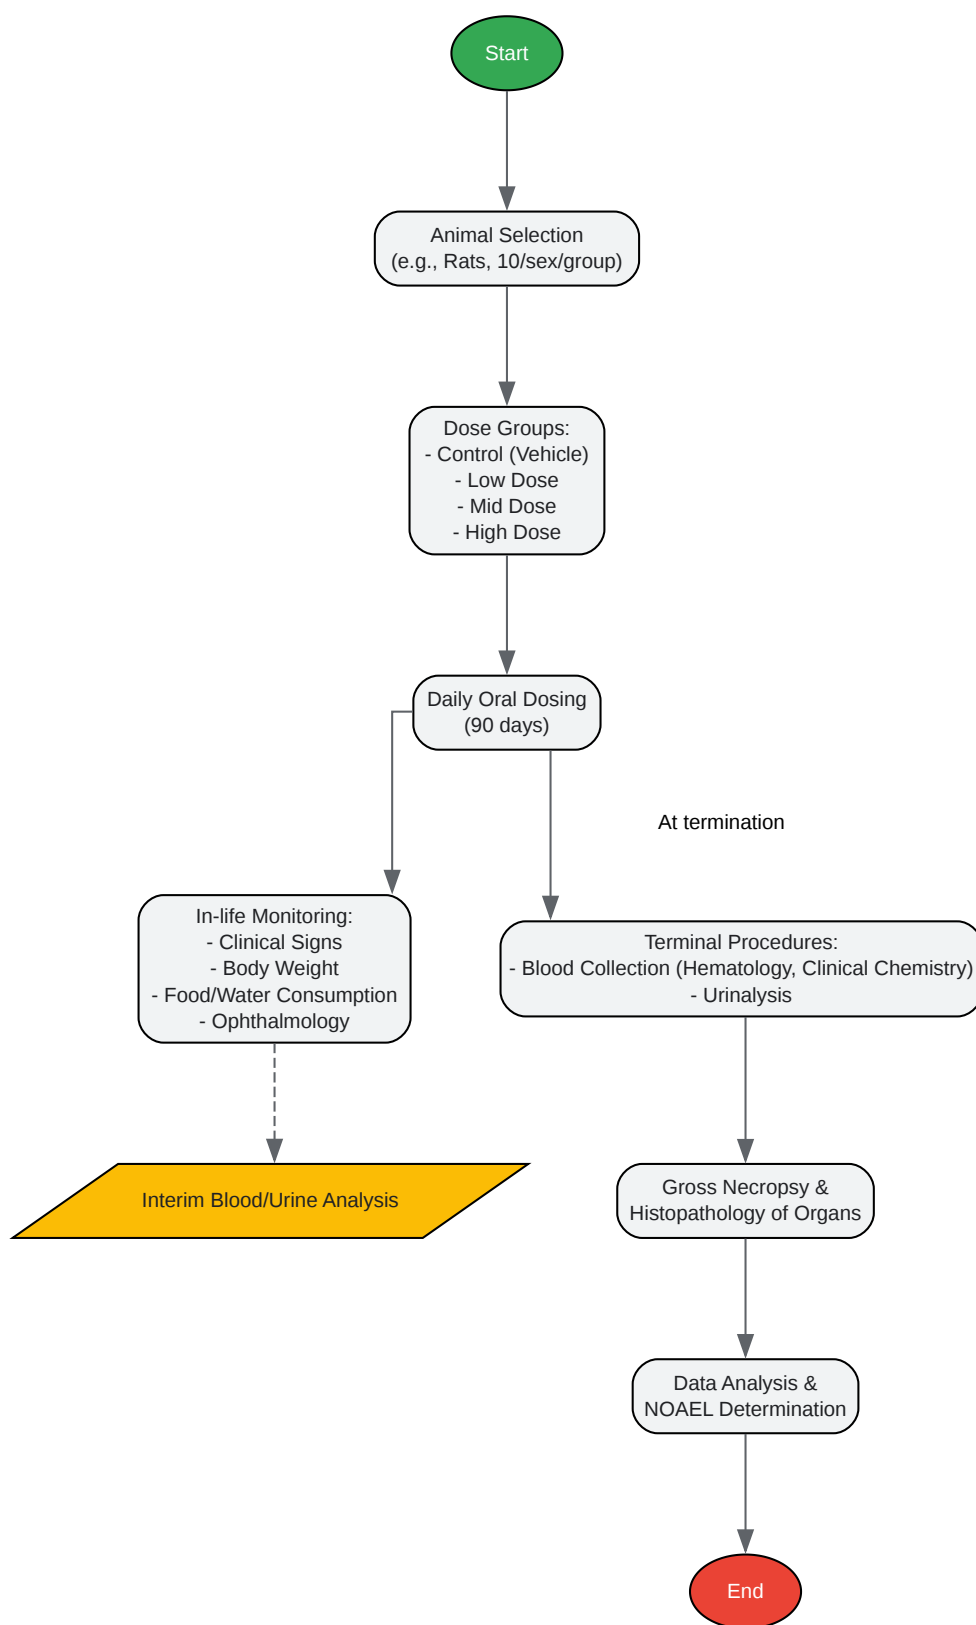 Start
Animal Selection
(e.g., Rats, 10/sex/group)
Dose Groups:
- Control (Vehicle)
- Low Dose
- Mid Dose
- High Dose
Daily Oral Dosing
(90 days)
At termination
In-life Monitoring:
- Clinical Signs
- Body Weight
- Food/Water Consumption
- Ophthalmology
Terminal Procedures:
- Blood Collection (Hematology, Clinical Chemistry)
- Urinalysis
Interim Blood/Urine Analysis
Gross Necropsy &
Histopathology of Organs
Data Analysis &
NOAEL Determination
End